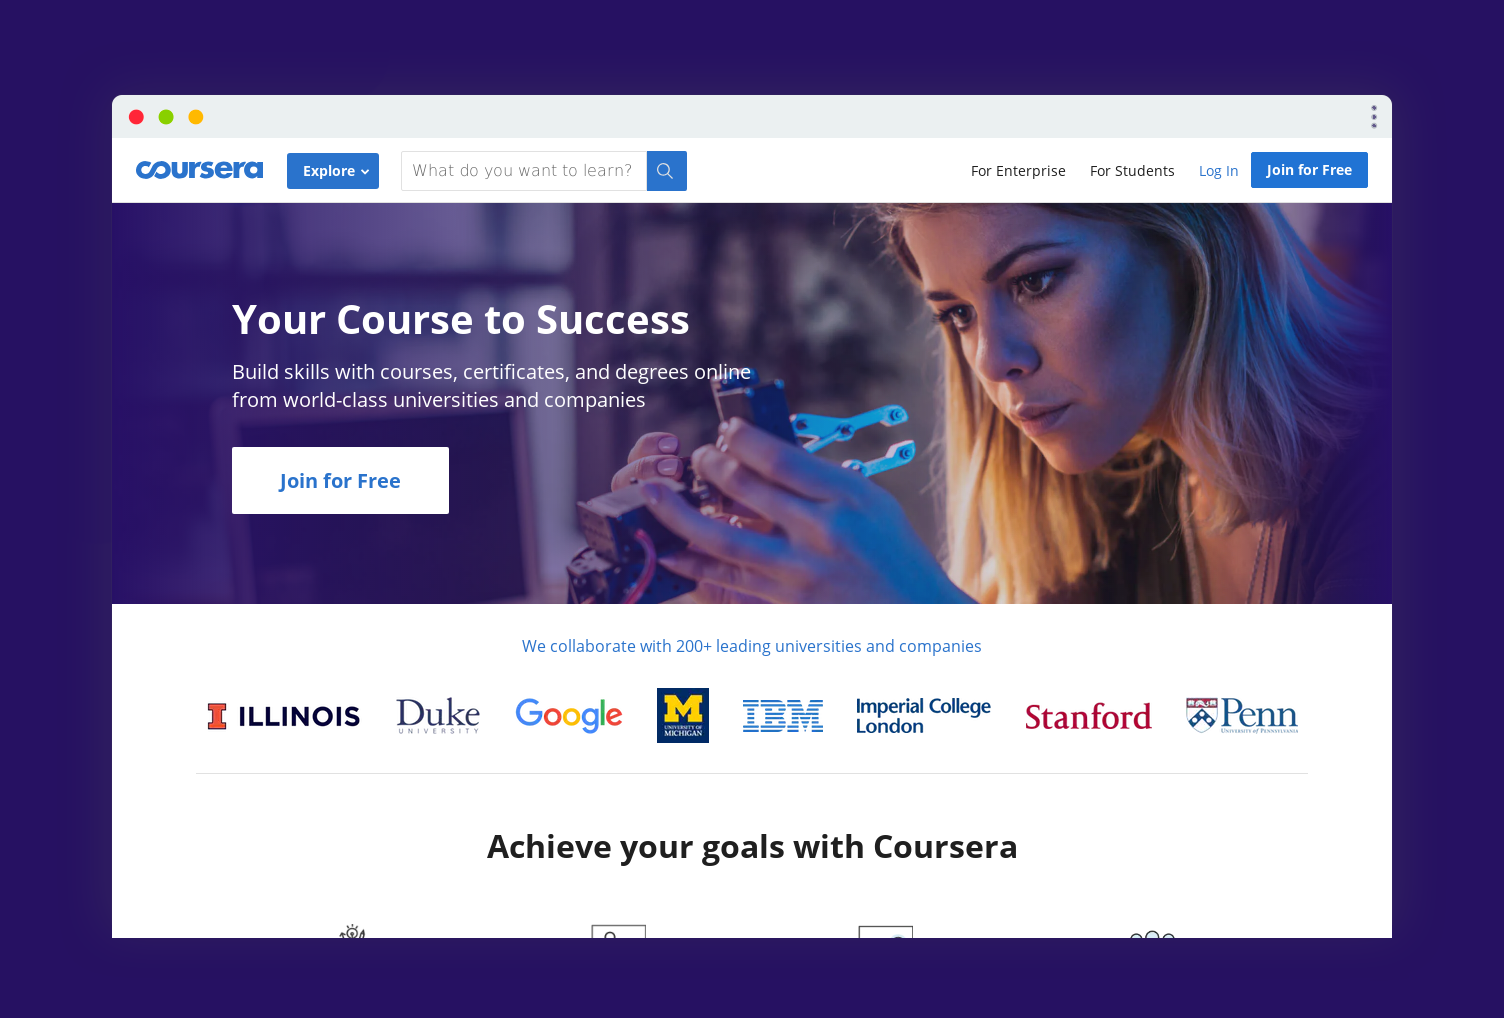 coursera
Explore
What do you want to learn?
For Enterprise
For Students
Log In
Join for Free
Your Course to Success
Build skills with courses, certificates, and degrees online
from world-class universities and companies
Join for Free
We collaborate with 200+ leading universities and companies
ILLINOIS
Duke
UNIVERSITY
Google
M
UNIVERSITY OF
MICHIGAN
IBM
Imperial College
London
Stanford
Penn
UNIVERSITY of PENNSYLVANIA
Achieve your goals with Coursera